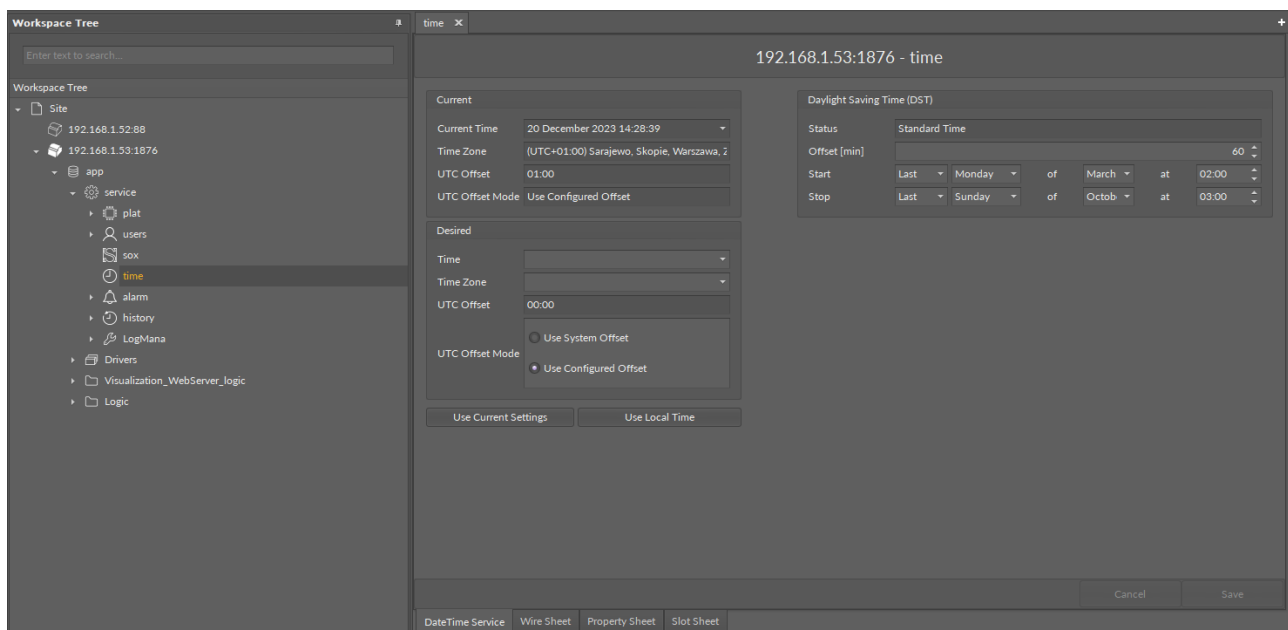 Workspace Tree
Enter text to search...
Workspace Tree
Site
192.168.1.52:88
192.168.1.53:1876
app
service
plat
users
sox
time
alarm
history
LogMana
Drivers
Visualization_WebServer_logic
Logic
time
192.168.1.53:1876 - time
Current
Current Time 20 December 2023 14:28:39
Time Zone (UTC+01:00) Sarajewo, Skopie, Warszawa, Z
UTC Offset 01:00
UTC Offset Mode Use Configured Offset
Desired
Time
Time Zone
UTC Offset 00:00
UTC Offset Mode
Use System Offset
Use Configured Offset
Use Current Settings Use Local Time
Daylight Saving Time (DST)
Status Standard Time
Offset [min] 60
Start Last Monday of March at 02:00
Stop Last Sunday of Octob at 03:00
Cancel Save
DateTime Service Wire Sheet Property Sheet Slot Sheet